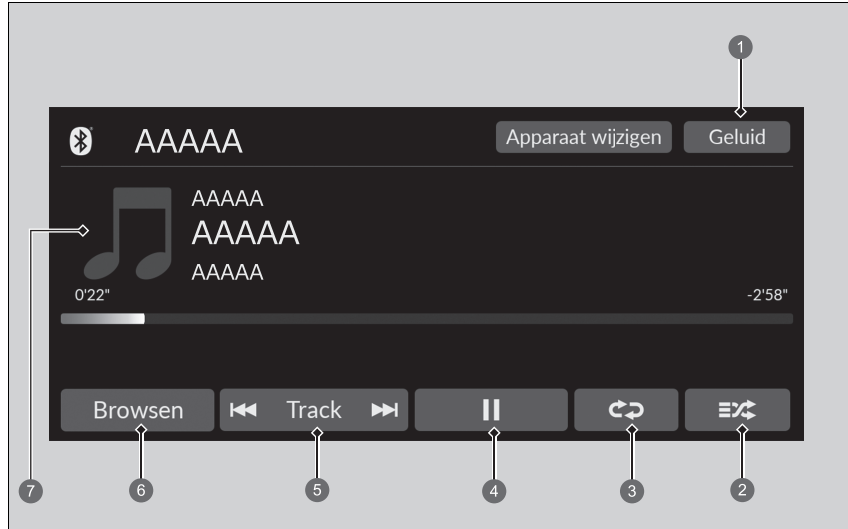 1
AAAAA
Apparaat wijzigen
Geluid
AAAAA
AAAAA
AAAAA
7
0'22"
-2'58"
Browsen
Track
6
5
4
3
2